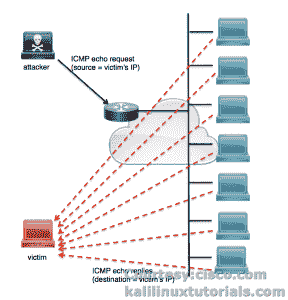 ICMP echo request
(source = victim's IP)
attacker
victim
ICMP echo replies
(destination = victim's IP)
courtesy:cisco.com
kalilinuxtutorials.com